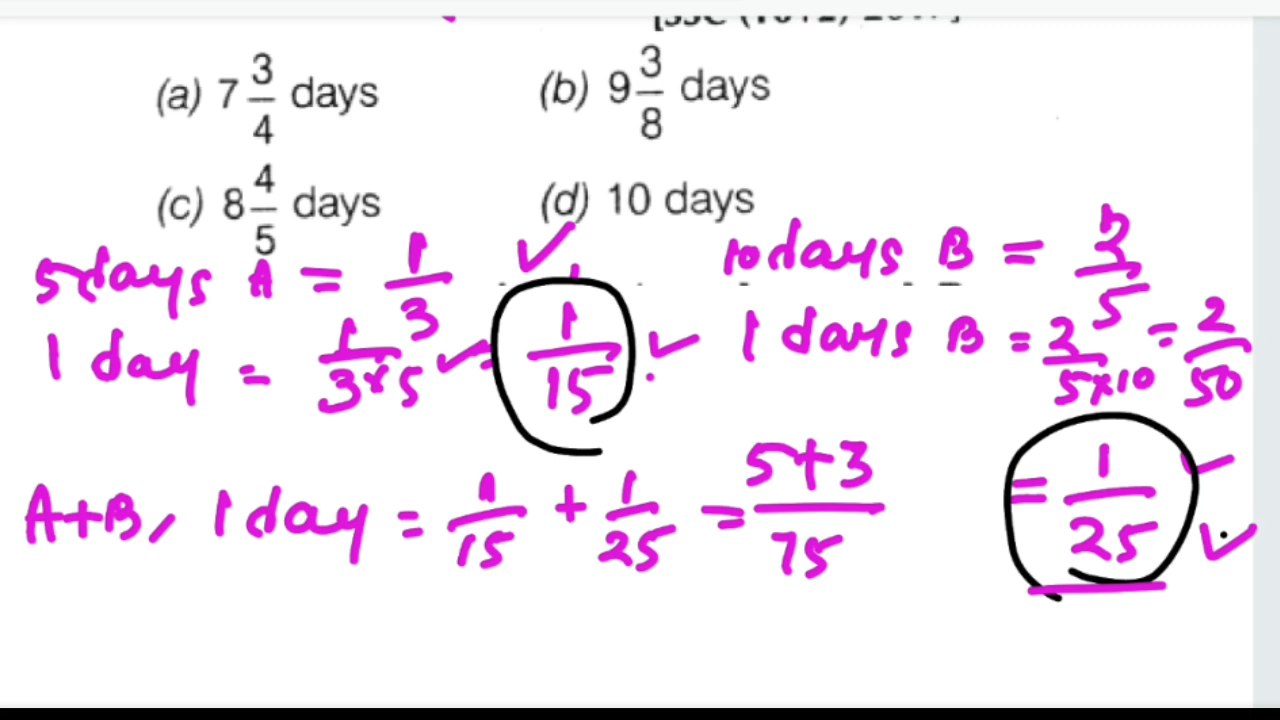 (a) 7 3/4 days (b) 9 3/8 days
(c) 8 4/5 days (d) 10 days
5 days A = 1/3 10 days B = 2/5
1 day = 1/3×5 = 1/15 1 days B = 2/5×10 = 2/50
= 1/25
A+B, 1 day = 1/15 + 1/25 = 5+3/75